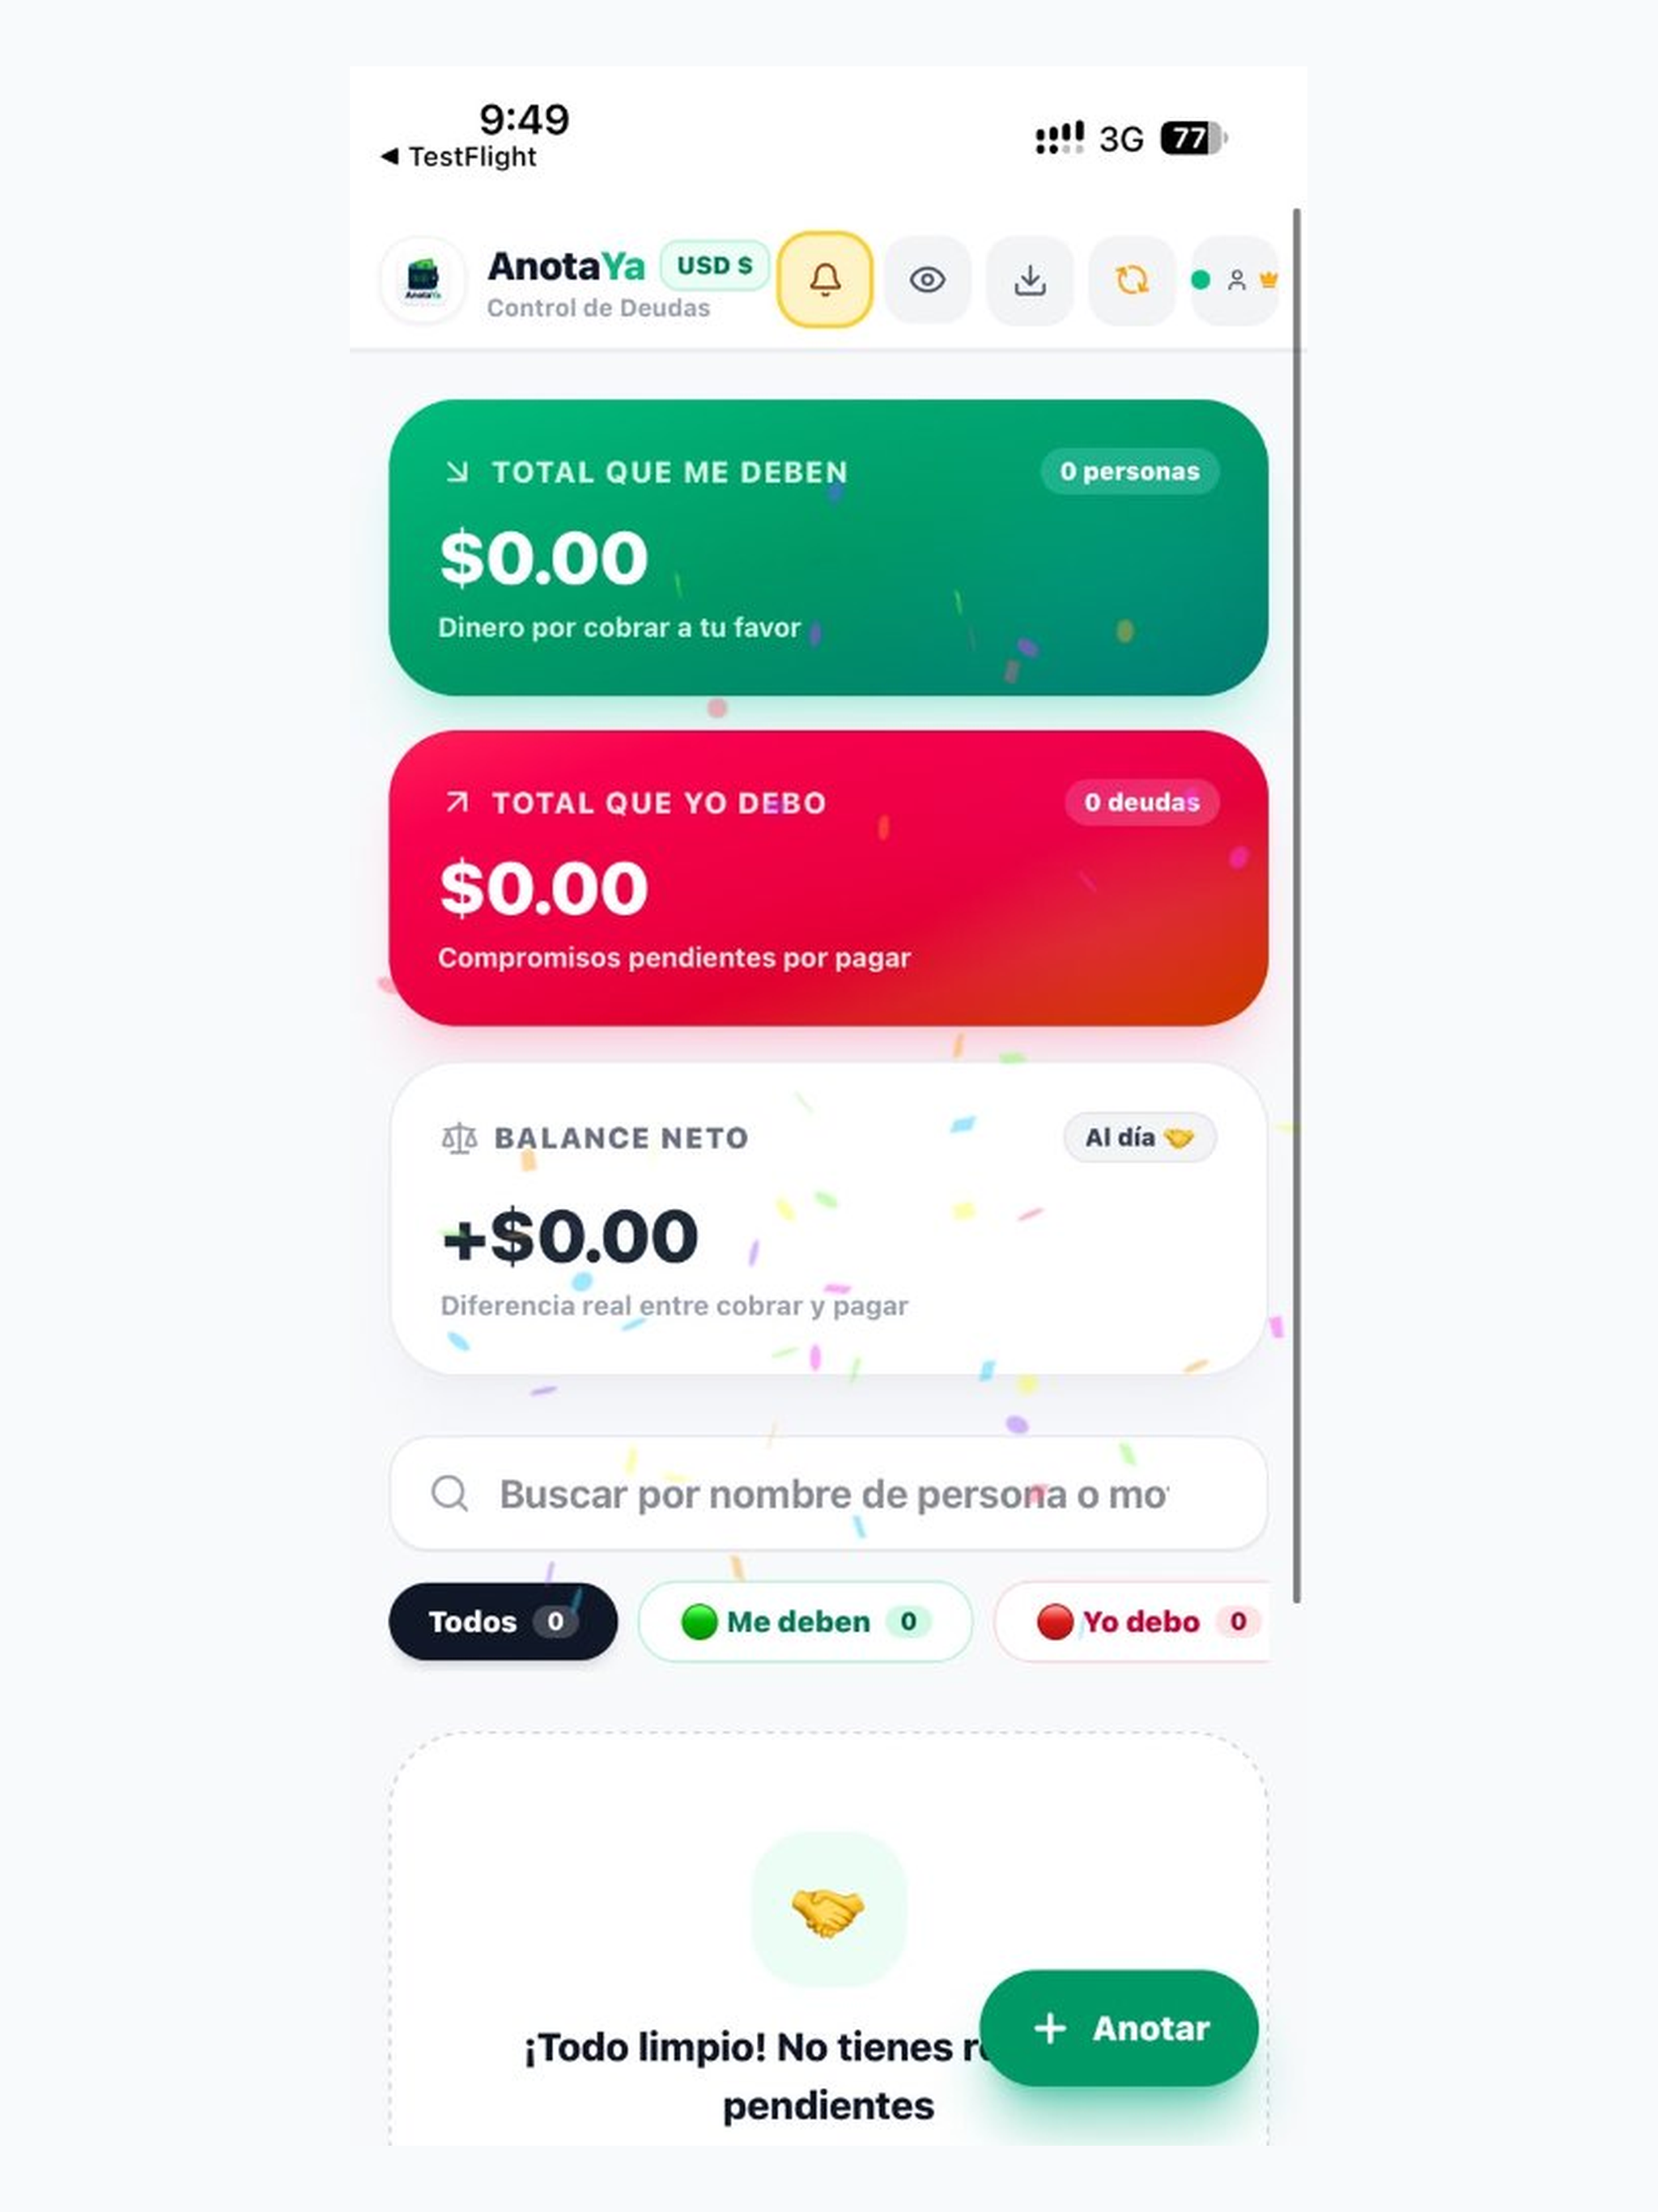 9:49
◀ TestFlight
3G 77
AnotaYa
USD $
Control de Deudas
TOTAL QUE ME DEBEN
0 personas
$0.00
Dinero por cobrar a tu favor
TOTAL QUE YO DEBO
0 deudas
$0.00
Compromisos pendientes por pagar
BALANCE NETO
Al día 🤝
+$0.00
Diferencia real entre cobrar y pagar
Buscar por nombre de persona o mo
Todos 0
🟢 Me deben 0
🔴 Yo debo 0
¡Todo limpio! No tienes
pendientes
+ Anotar